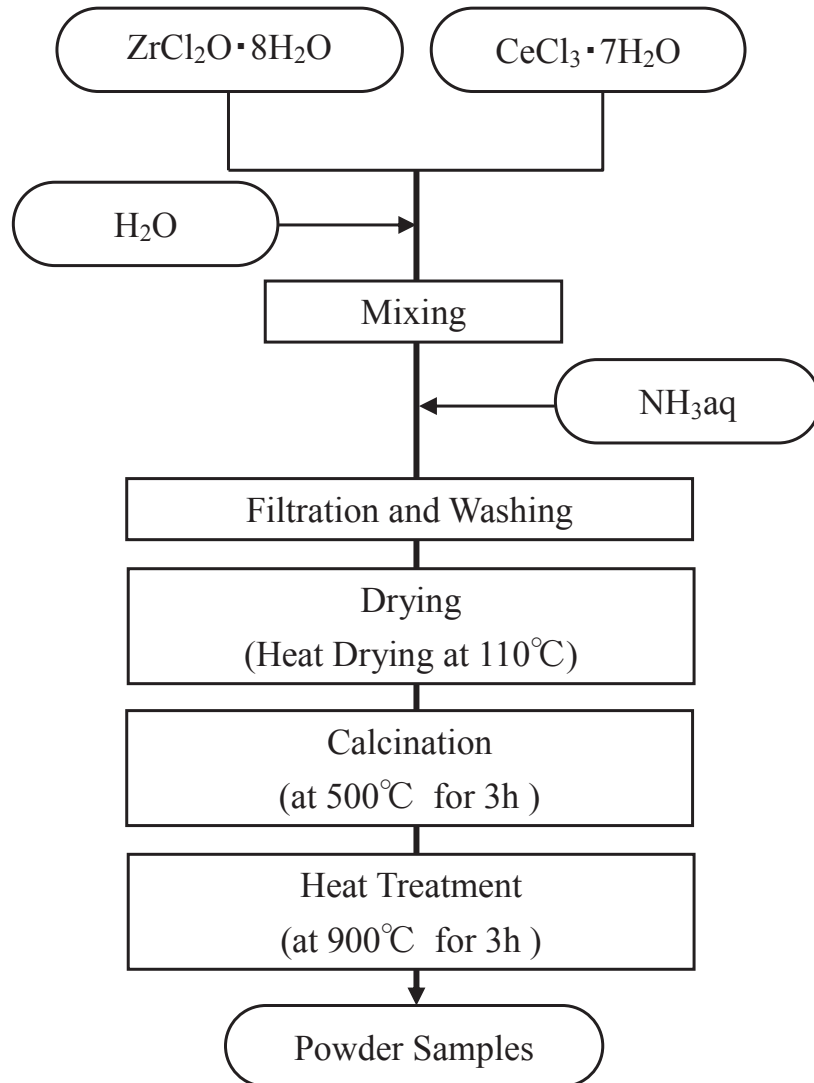 ZrCl₂O・8H₂O
CeCl₃・7H₂O
H₂O
Mixing
NH₃aq
Filtration and Washing
Drying
(Heat Drying at 110℃)
Calcination
(at 500℃ for 3h )
Heat Treatment
(at 900℃ for 3h )
Powder Samples